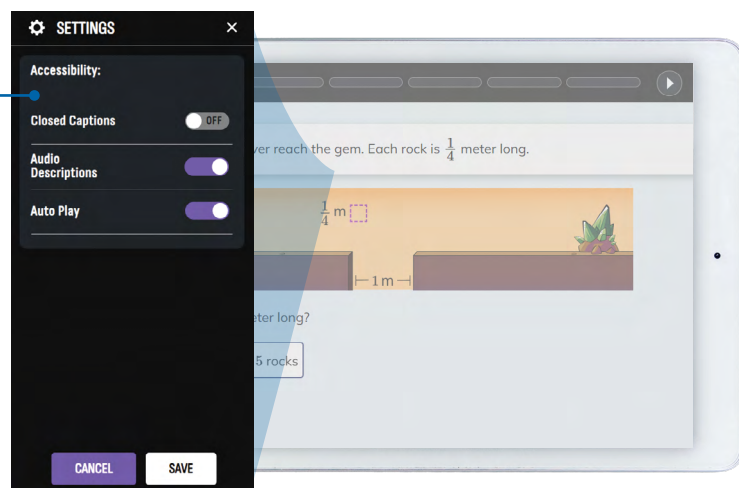 SETTINGS
Accessibility:
Closed Captions OFF
Audio
Descriptions
Auto Play
CANCEL SAVE
ver reach the gem. Each rock is 1/4 meter long.
1/4 m
1 m
eter long?
5 rocks